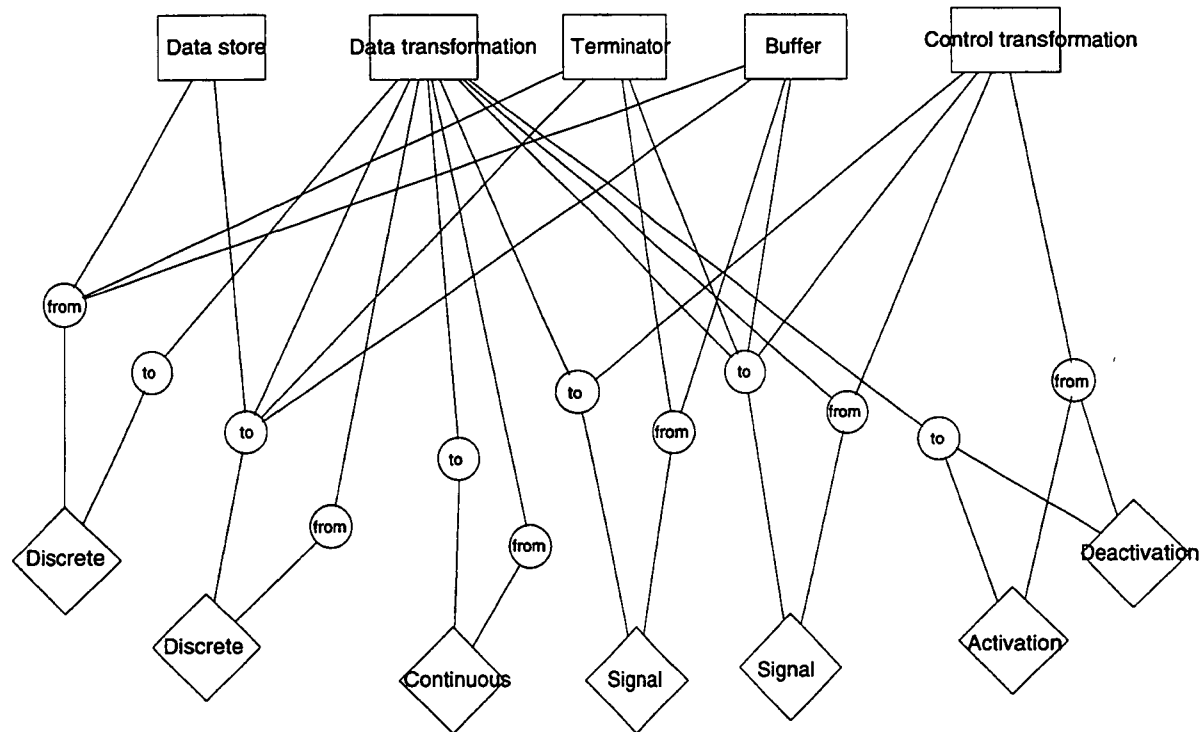 Data store
Data transformation
Terminator
Buffer
Control transformation
from
to
to
to
from
to
from
to
from
to
from
from
Discrete
Discrete
Continuous
Signal
Signal
Activation
Deactivation